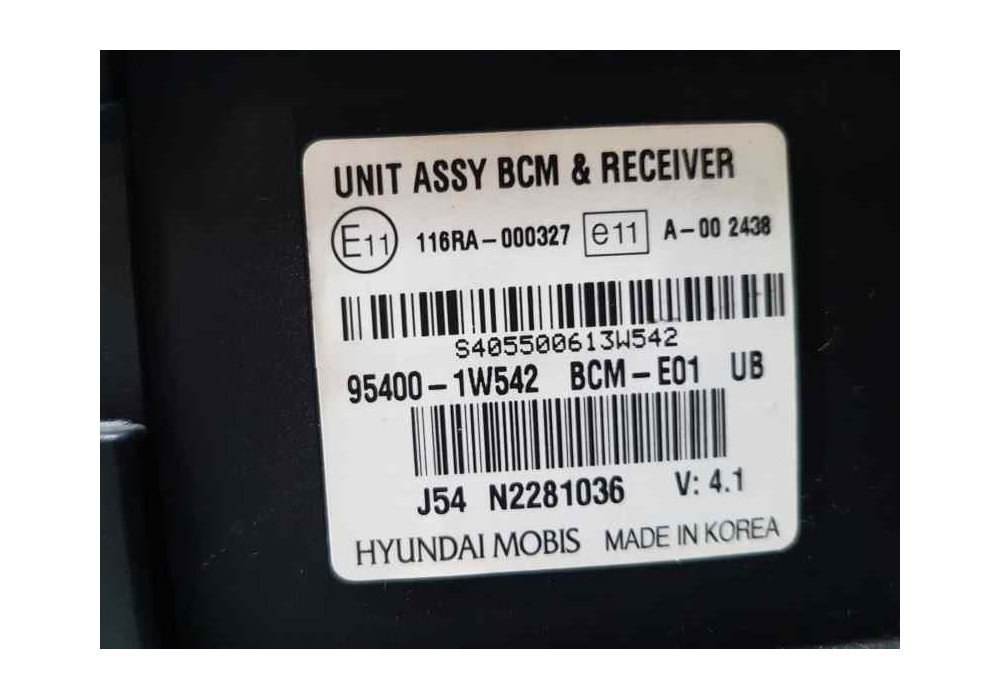 UNIT ASSY BCM & RECEIVER
E11 116RA-000327 e11 A-00 2438
S405500613W542
95400-1W542 BCM-E01 UB
J54 N2281036 V: 4.1
HYUNDAI MOBIS MADE IN KOREA